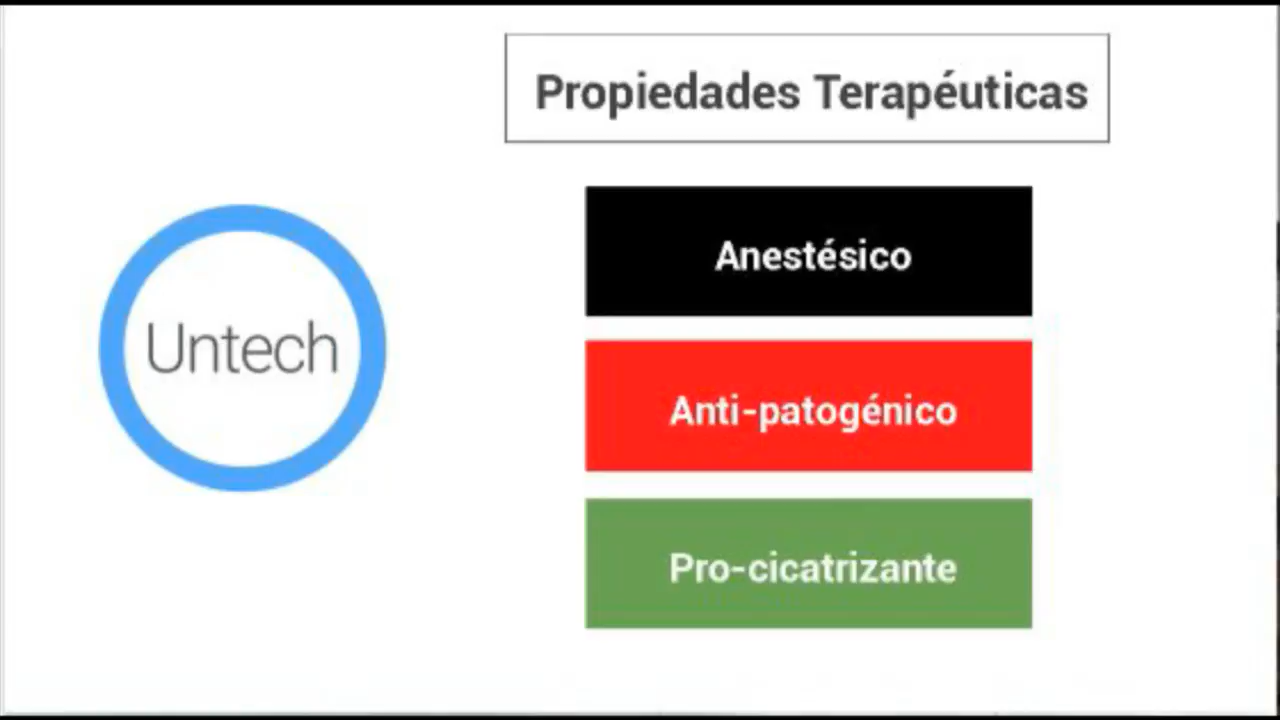 Propiedades Terapéuticas
Untech
Anestésico
Anti-patogénico
Pro-cicatrizante